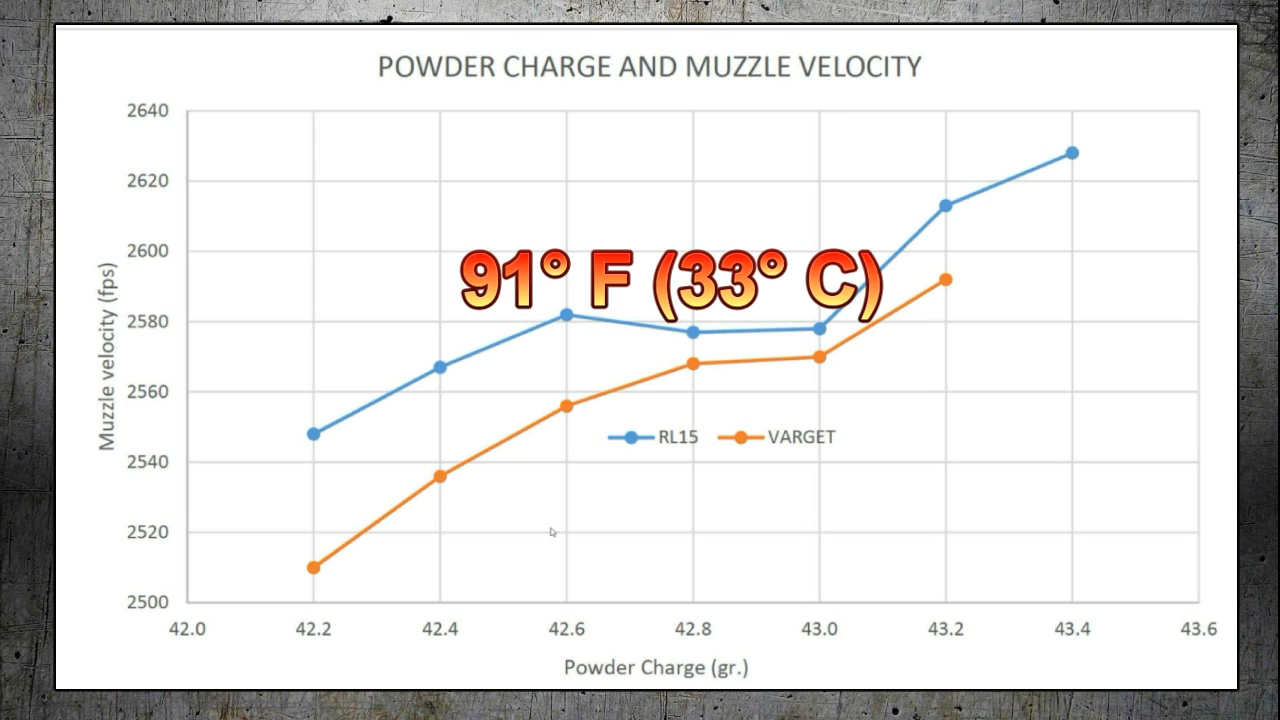 POWDER CHARGE AND MUZZLE VELOCITY
2640
2620
2600
2580
2560
2540
2520
2500
Muzzle velocity (fps)
91° F (33° C)
RL15 VARGET
42.0 42.2 42.4 42.6 42.8 43.0 43.2 43.4 43.6
Powder Charge (gr.)